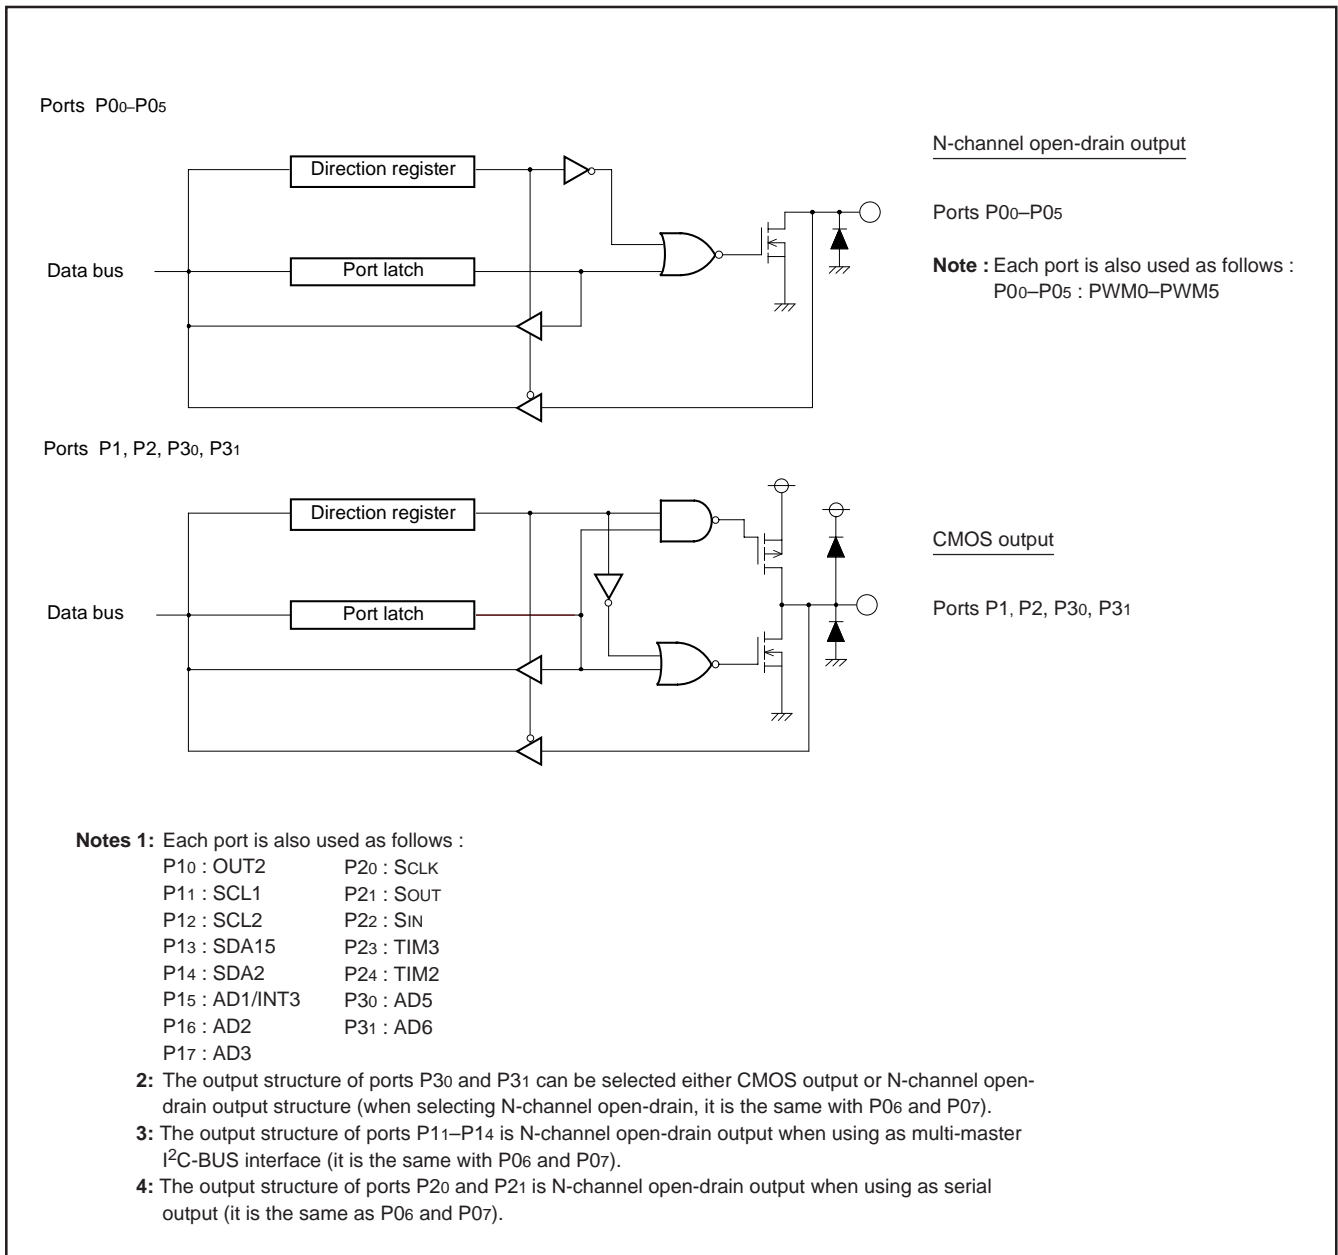 Ports P00–P05
Direction register
Port latch
Data bus
N-channel open-drain output
Ports P00–P05
Note : Each port is also used as follows :
P00–P05 : PWM0–PWM5
Ports P1, P2, P30, P31
Direction register
Port latch
Data bus
CMOS output
Ports P1, P2, P30, P31
Notes 1: Each port is also used as follows :
P10 : OUT2 P20 : SCLK
P11 : SCL1 P21 : SOUT
P12 : SCL2 P22 : SIN
P13 : SDA15 P23 : TIM3
P14 : SDA2 P24 : TIM2
P15 : AD1/INT3 P30 : AD5
P16 : AD2 P31 : AD6
P17 : AD3
2: The output structure of ports P30 and P31 can be selected either CMOS output or N-channel open-
drain output structure (when selecting N-channel open-drain, it is the same with P06 and P07).
3: The output structure of ports P11–P14 is N-channel open-drain output when using as multi-master
I2C-BUS interface (it is the same with P06 and P07).
4: The output structure of ports P20 and P21 is N-channel open-drain output when using as serial
output (it is the same as P06 and P07).